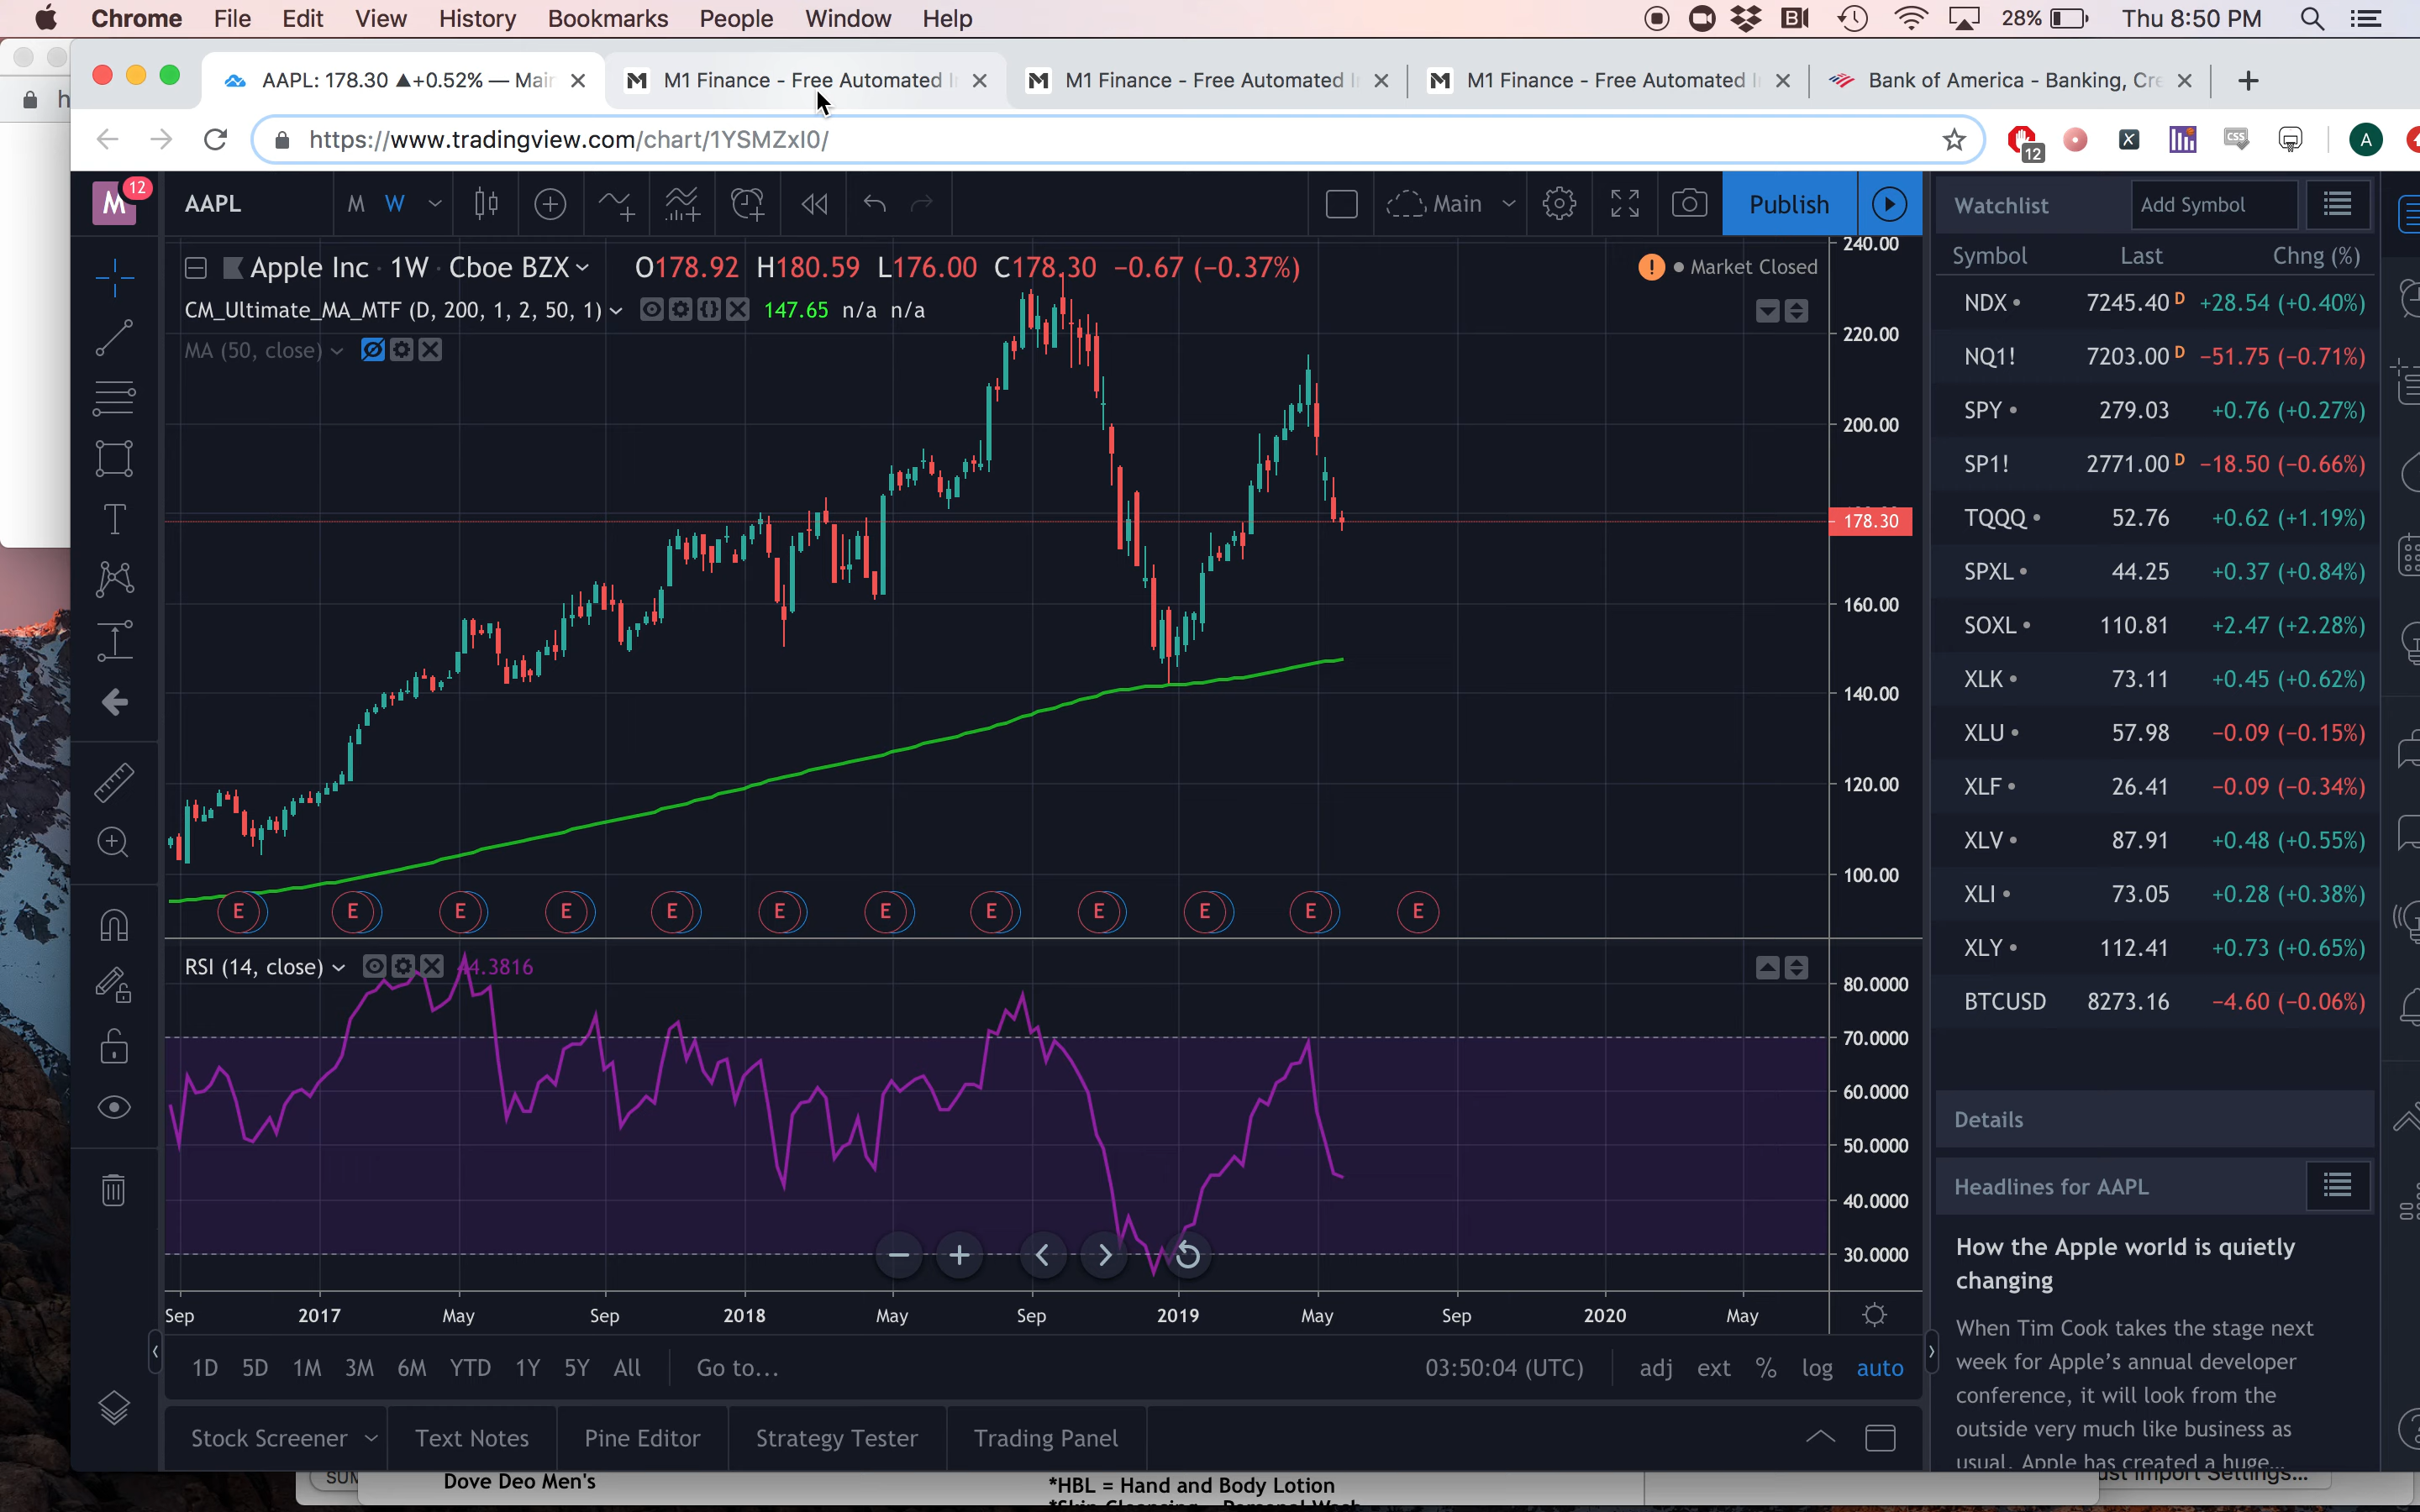 Chrome File Edit View History Bookmarks People Window Help 28% Thu 8:50 PM
AAPL: 178.30 ▲+0.52% — Main M1 Finance - Free Automated I M1 Finance - Free Automated I M1 Finance - Free Automated I Bank of America - Banking, Cre
https://www.tradingview.com/chart/1YSMZxI0/
12 A
M 12 AAPL M W Main Publish
Apple Inc · 1W · Cboe BZX O178.92 H180.59 L176.00 C178.30 −0.67 (−0.37%) Market Closed
CM_Ultimate_MA_MTF (D, 200, 1, 2, 50, 1) 147.65 n/a n/a
MA (50, close)
240.00
220.00
200.00
178.30
160.00
140.00
120.00
100.00
E E E E E E E E E E E E
RSI (14, close) 44.3816
80.0000
70.0000
60.0000
50.0000
40.0000
30.0000
Sep 2017 May Sep 2018 May Sep 2019 May Sep 2020 May
1D 5D 1M 3M 6M YTD 1Y 5Y All Go to... 03:50:04 (UTC) adj ext % log auto
Stock Screener Text Notes Pine Editor Strategy Tester Trading Panel
Watchlist Add Symbol
Symbol Last Chng (%)
NDX 7245.40 D +28.54 (+0.40%)
NQ1! 7203.00 D −51.75 (−0.71%)
SPY 279.03 +0.76 (+0.27%)
SP1! 2771.00 D −18.50 (−0.66%)
TQQQ 52.76 +0.62 (+1.19%)
SPXL 44.25 +0.37 (+0.84%)
SOXL 110.81 +2.47 (+2.28%)
XLK 73.11 +0.45 (+0.62%)
XLU 57.98 −0.09 (−0.15%)
XLF 26.41 −0.09 (−0.34%)
XLV 87.91 +0.48 (+0.55%)
XLI 73.05 +0.28 (+0.38%)
XLY 112.41 +0.73 (+0.65%)
BTCUSD 8273.16 −4.60 (−0.06%)
Details
Headlines for AAPL
How the Apple world is quietly
changing
When Tim Cook takes the stage next
week for Apple's annual developer
conference, it will look from the
outside very much like business as
usual. Apple has created a huge...
Dove Deo Men's *HBL = Hand and Body Lotion
Import Settings...